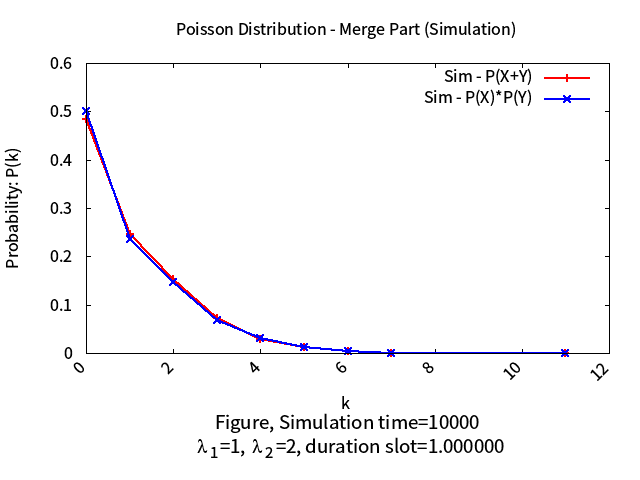 Poisson Distribution - Merge Part (Simulation)
Sim - P(X+Y)
Sim - P(X)*P(Y)
Probability: P(k)
0.6
0.5
0.4
0.3
0.2
0.1
0
0 2 4 6 8 10 12
k
Figure, Simulation time=10000
λ1=1, λ2=2, duration slot=1.000000